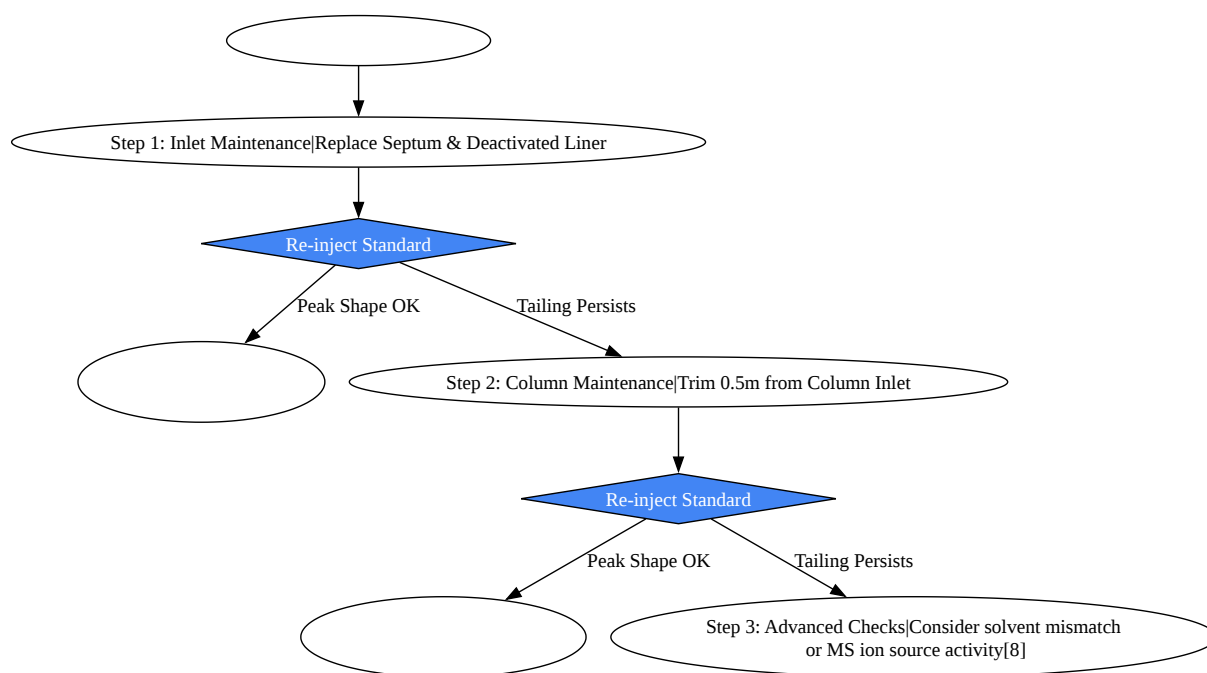 Step 1: Inlet Maintenance|Replace Septum & Deactivated Liner
Re-inject Standard
Peak Shape OK
Tailing Persists
Step 2: Column Maintenance|Trim 0.5m from Column Inlet
Re-inject Standard
Peak Shape OK
Tailing Persists
Step 3: Advanced Checks|Consider solvent mismatch
or MS ion source activity[8]